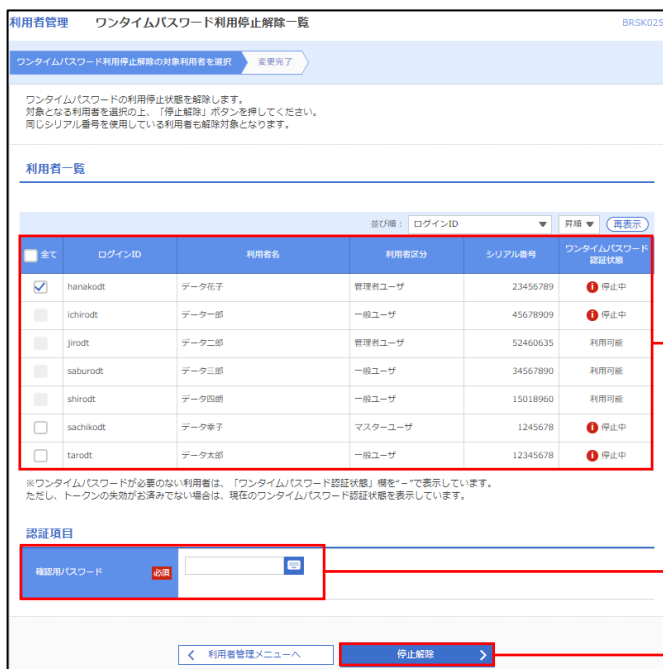 利用者管理 ワンタイムパスワード利用停止解除一覧 BRSK025
ワンタイムパスワード利用停止解除の対象利用者を選択 変更完了
ワンタイムパスワードの利用停止状態を解除します。
対象となる利用者を選択の上、「停止解除」ボタンを押してください。
同じシリアル番号を使用している利用者も解除対象となります。
利用者一覧
並び順： ログインID ▼ 昇順 ▼ 再表示
全て ログインID 利用者名 利用者区分 シリアル番号 ワンタイムパスワード
認証状態
hanakodt データ花子 管理者ユーザ 23456789 停止中
ichirodt データ一郎 一般ユーザ 45678909 停止中
jirodt データ二郎 管理者ユーザ 52460635 利用可能
saburodt データ三郎 一般ユーザ 34567890 利用可能
shirodt データ四朗 一般ユーザ 15018960 利用可能
sachikodt データ幸子 マスターユーザ 1245678 停止中
tarodt データ太郎 一般ユーザ 12345678 停止中
※ワンタイムパスワードが必要のない利用者は、「ワンタイムパスワード認証状態」欄を"－"で表示しています。
ただし、トークンの失効がお済みでない場合は、現在のワンタイムパスワード認証状態を表示しています。
認証項目
確認用パスワード 必須
利用者管理メニューへ 停止解除